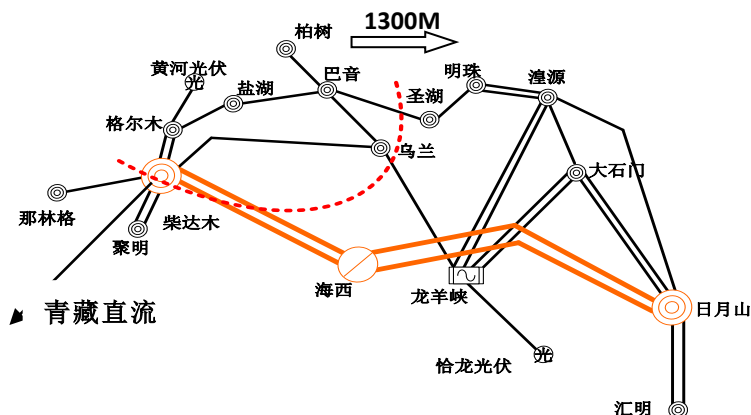 柏树
1300M
黄河光伏
光
盐湖
巴音
明珠
湟源
圣湖
格尔木
乌兰
大石门
那林格
柴达木
聚明
海西
龙羊峡
日月山
青藏直流
恰龙光伏
光
汇明